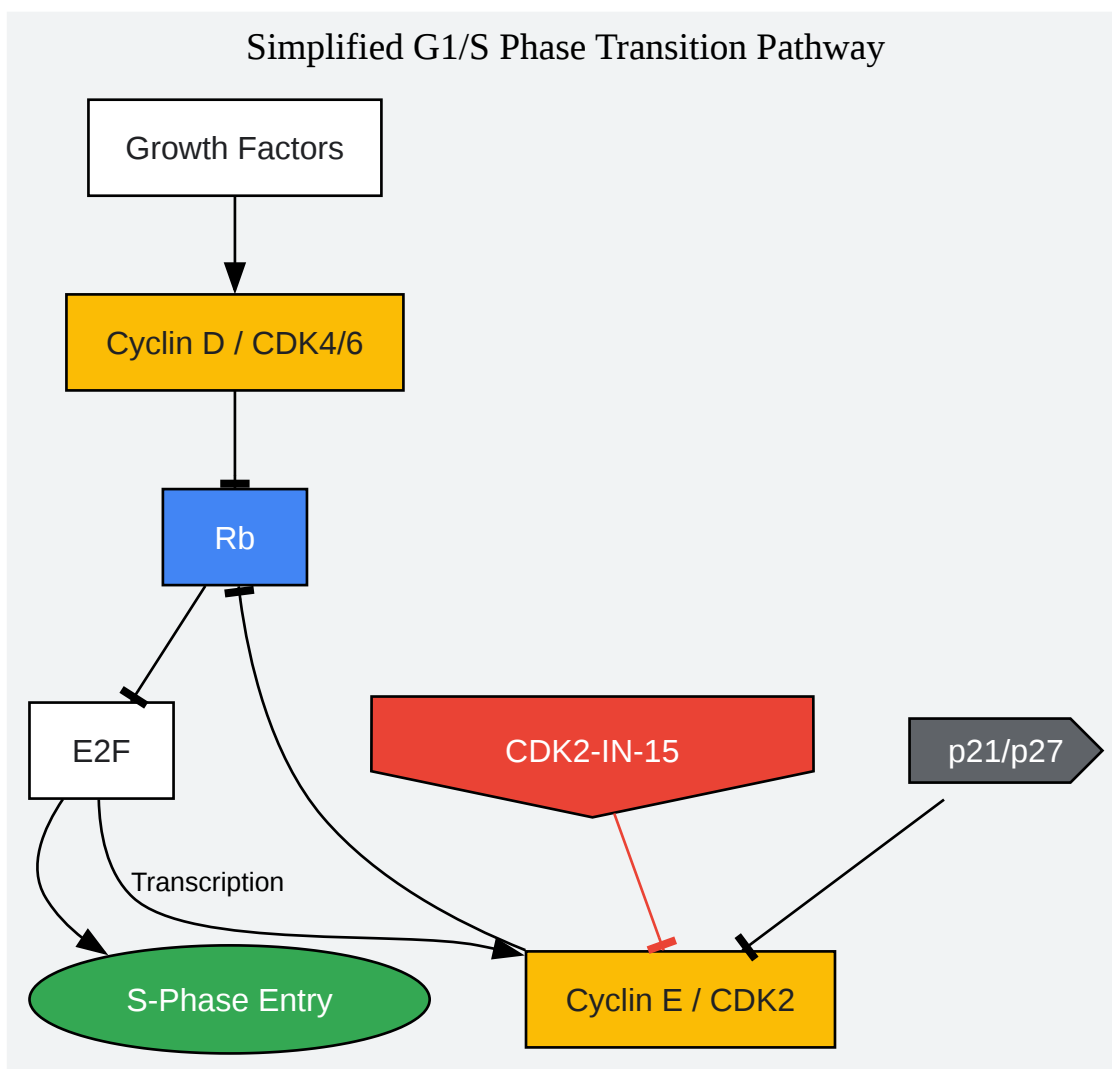 Simplified G1/S Phase Transition Pathway
Growth Factors
Cyclin D / CDK4/6
Rb
E2F
CDK2-IN-15
p21/p27
Transcription
S-Phase Entry
Cyclin E / CDK2